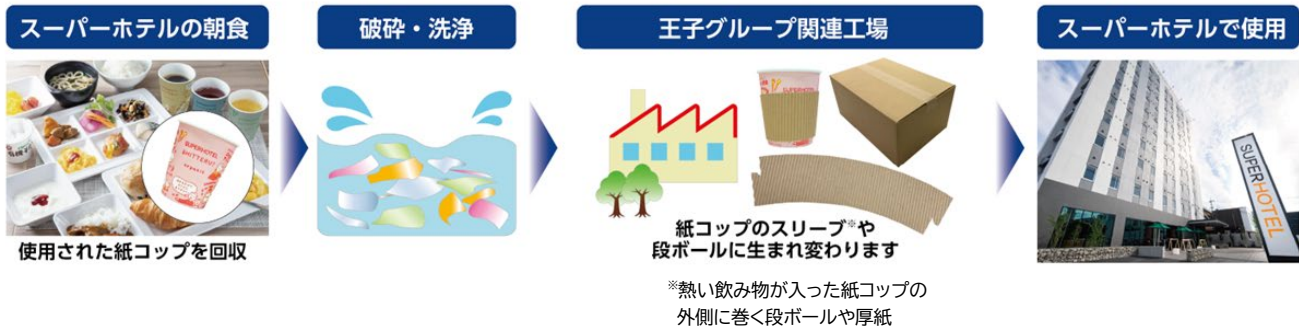 スーパーホテルの朝食
破砕・洗浄
王子グループ関連工場
スーパーホテルで使用
SUPERHOTEL
使用された紙コップを回収
紙コップのスリーブ※や
段ボールに生まれ変わります
SUPERHOTEL
※熱い飲み物が入った紙コップの
外側に巻く段ボールや厚紙